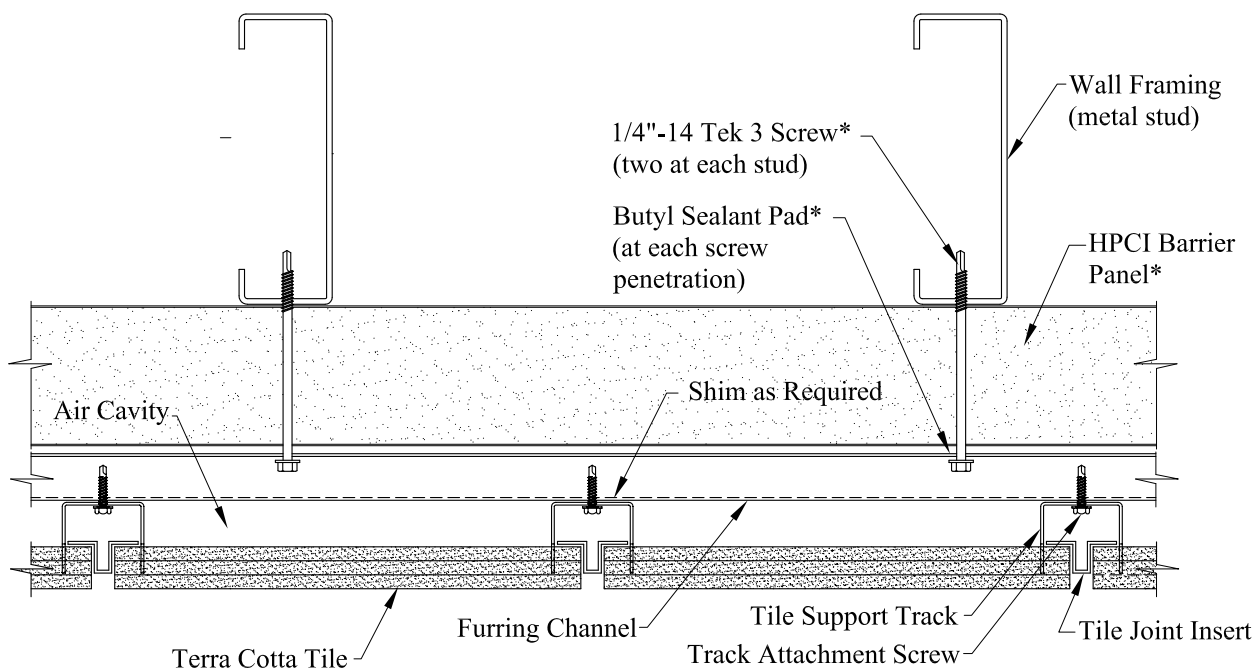 Wall Framing
(metal stud)
1/4"-14 Tek 3 Screw*
(two at each stud)
Butyl Sealant Pad*
(at each screw
penetration)
HPCI Barrier
Panel*
Shim as Required
Air Cavity
Furring Channel
Tile Support Track
Tile Joint Insert
Terra Cotta Tile
Track Attachment Screw